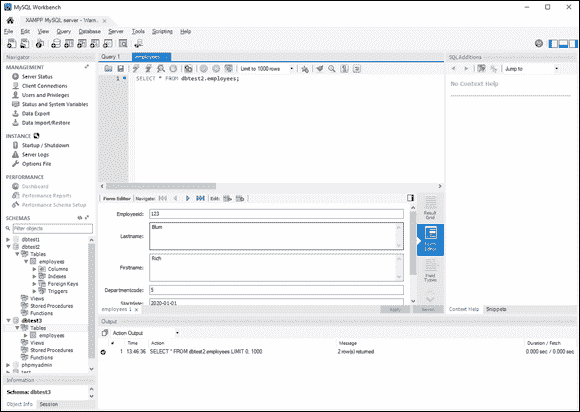 MySQL Workbench
XAMPP MySQL server - Warn...
File Edit View Query Database Server Tools Scripting Help
Navigator
MANAGEMENT
Server Status
Client Connections
Users and Privileges
Status and System Variables
Data Export
Data Import/Restore
INSTANCE
Startup / Shutdown
Server Logs
Options File
PERFORMANCE
Dashboard
Performance Reports
Performance Schema Setup
SCHEMAS
Filter objects
dbtest1
dbtest2
Tables
employees
Columns
Indexes
Foreign Keys
Triggers
Views
Stored Procedures
Functions
dbtest3
Tables
employees
Views
Stored Procedures
Functions
phpmyadmin
test
Information
Schema: dbtest3
Object Info Session
Query 1 employees
Limit to 1000 rows
1 SELECT * FROM dbtest2.employees;
Form Editor Navigate: Edit:
EmployeeId: 123
Lastname: Blum
Firstname: Rich
Departmentcode: 5
Startdate: 2020-01-01
employees 1
Apply Revert
Result Grid
Form Editor
Field Types
SQLAdditions
Jump to
No Context Help
Context Help Snippets
Output
Action Output
# Time Action Message Duration / Fetch
1 13:46:36 SELECT * FROM dbtest2.employees LIMIT 0, 1000 2 row(s) returned 0.000 sec / 0.000 sec